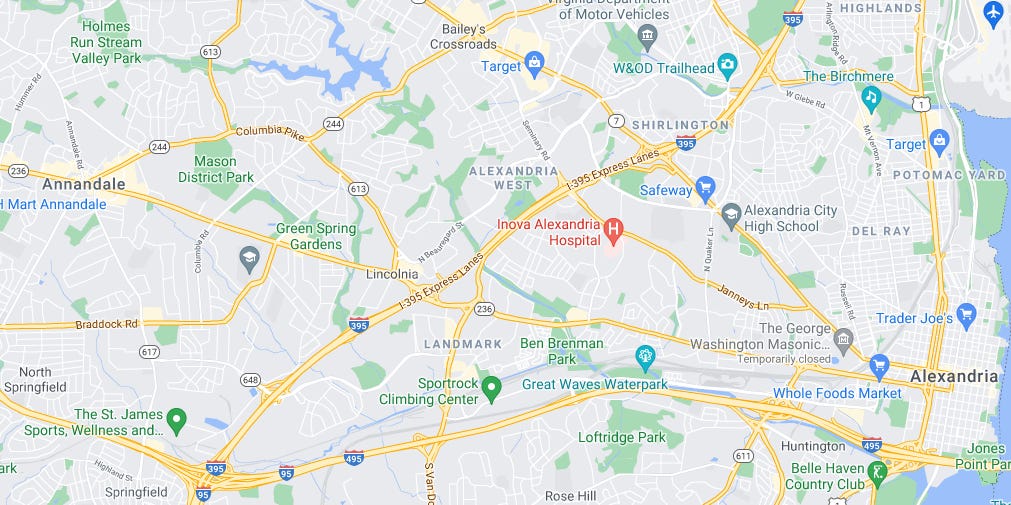 Virginia Department
of Motor Vehicles
HIGHLANDS
Holmes
Run Stream
Valley Park
Bailey's
Crossroads
395
Arlington Ridge Rd
613
Target
W&OD Trailhead
The Birchmere
Hummer Rd
W Glebe Rd
1
244
Columbia Pike
Seminary Rd
7
SHIRLINGTON
Annandale Rd
244
395
Mt Vernon Ave
Target
236
Mason
District Park
ALEXANDRIA
WEST
I-395 Express Lanes
POTOMAC YARD
Annandale
613
Safeway
H Mart Annandale
Alexandria City
High School
Inova Alexandria
Hospital
Green Spring
Gardens
Columbia Rd
N Beauregard St
N Quaker Ln
DEL RAY
Lincolnia
I-395 Express Lanes
Janneys Ln
Russell Rd
236
Braddock Rd
395
Trader Joe's
The George
Washington Masonic...
Temporarily closed
617
LANDMARK
Ben Brenman
Park
North
Springfield
648
Sportrock
Climbing Center
Great Waves Waterpark
Whole Foods Market
Alexandria
The St. James
Sports, Wellness and...
Loftridge Park
Huntington
495
Jones
Point Par
ark
Highland St
395
95
495
S Van Do
611
Belle Haven
Country Club
Springfield
95
Rose Hill
1
The